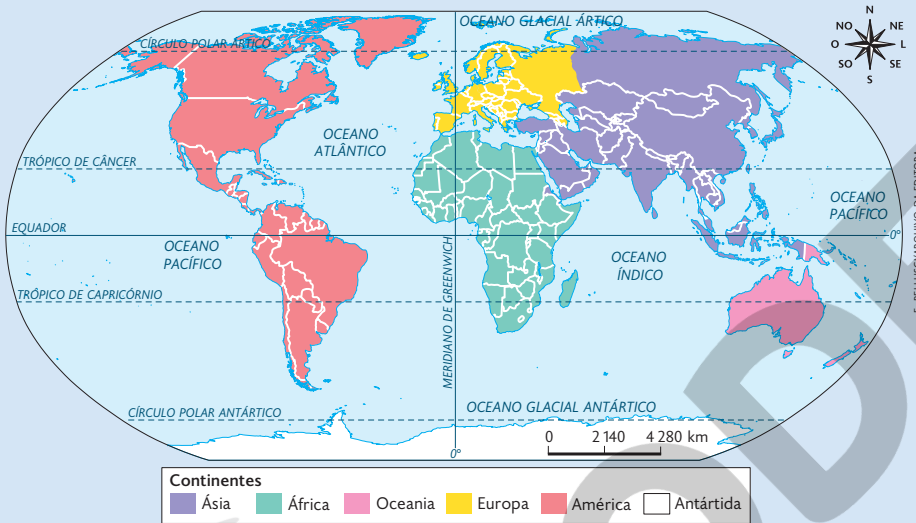 OCEANO GLACIAL ÁRTICO
N
NO
NE
O
L
SO
SE
S
CÍRCULO POLAR ÁRTICO
OCEANO
ATLÂNTICO
TRÓPICO DE CÂNCER
OCEANO
PACÍFICO
EQUADOR
0°
OCEANO
PACÍFICO
OCEANO
ÍNDICO
MERIDIANO DE GREENWICH
TRÓPICO DE CAPRICÓRNIO
CÍRCULO POLAR ANTÁRTICO
OCEANO GLACIAL ANTÁRTICO
0 2 140 4 280 km
0°
Continentes
Ásia África Oceania Europa América Antártida